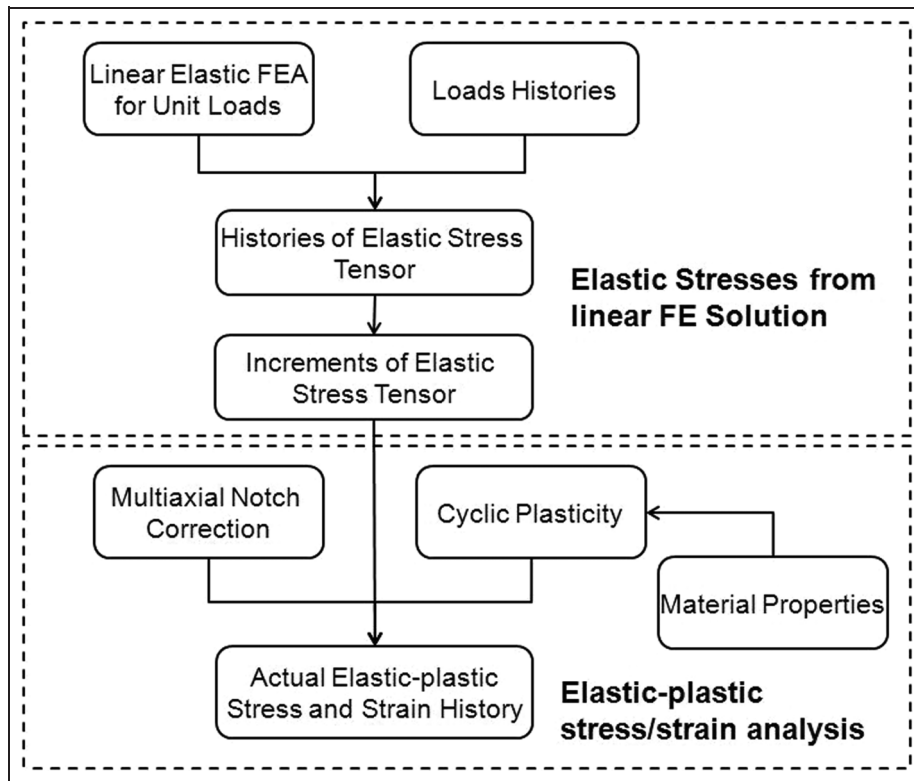 Linear Elastic FEA
for Unit Loads
Loads Histories
Histories of Elastic Stress
Tensor
Elastic Stresses from
linear FE Solution
Increments of Elastic
Stress Tensor
Multiaxial Notch
Correction
Cyclic Plasticity
Material Properties
Actual Elastic-plastic
Stress and Strain History
Elastic-plastic
stress/strain analysis